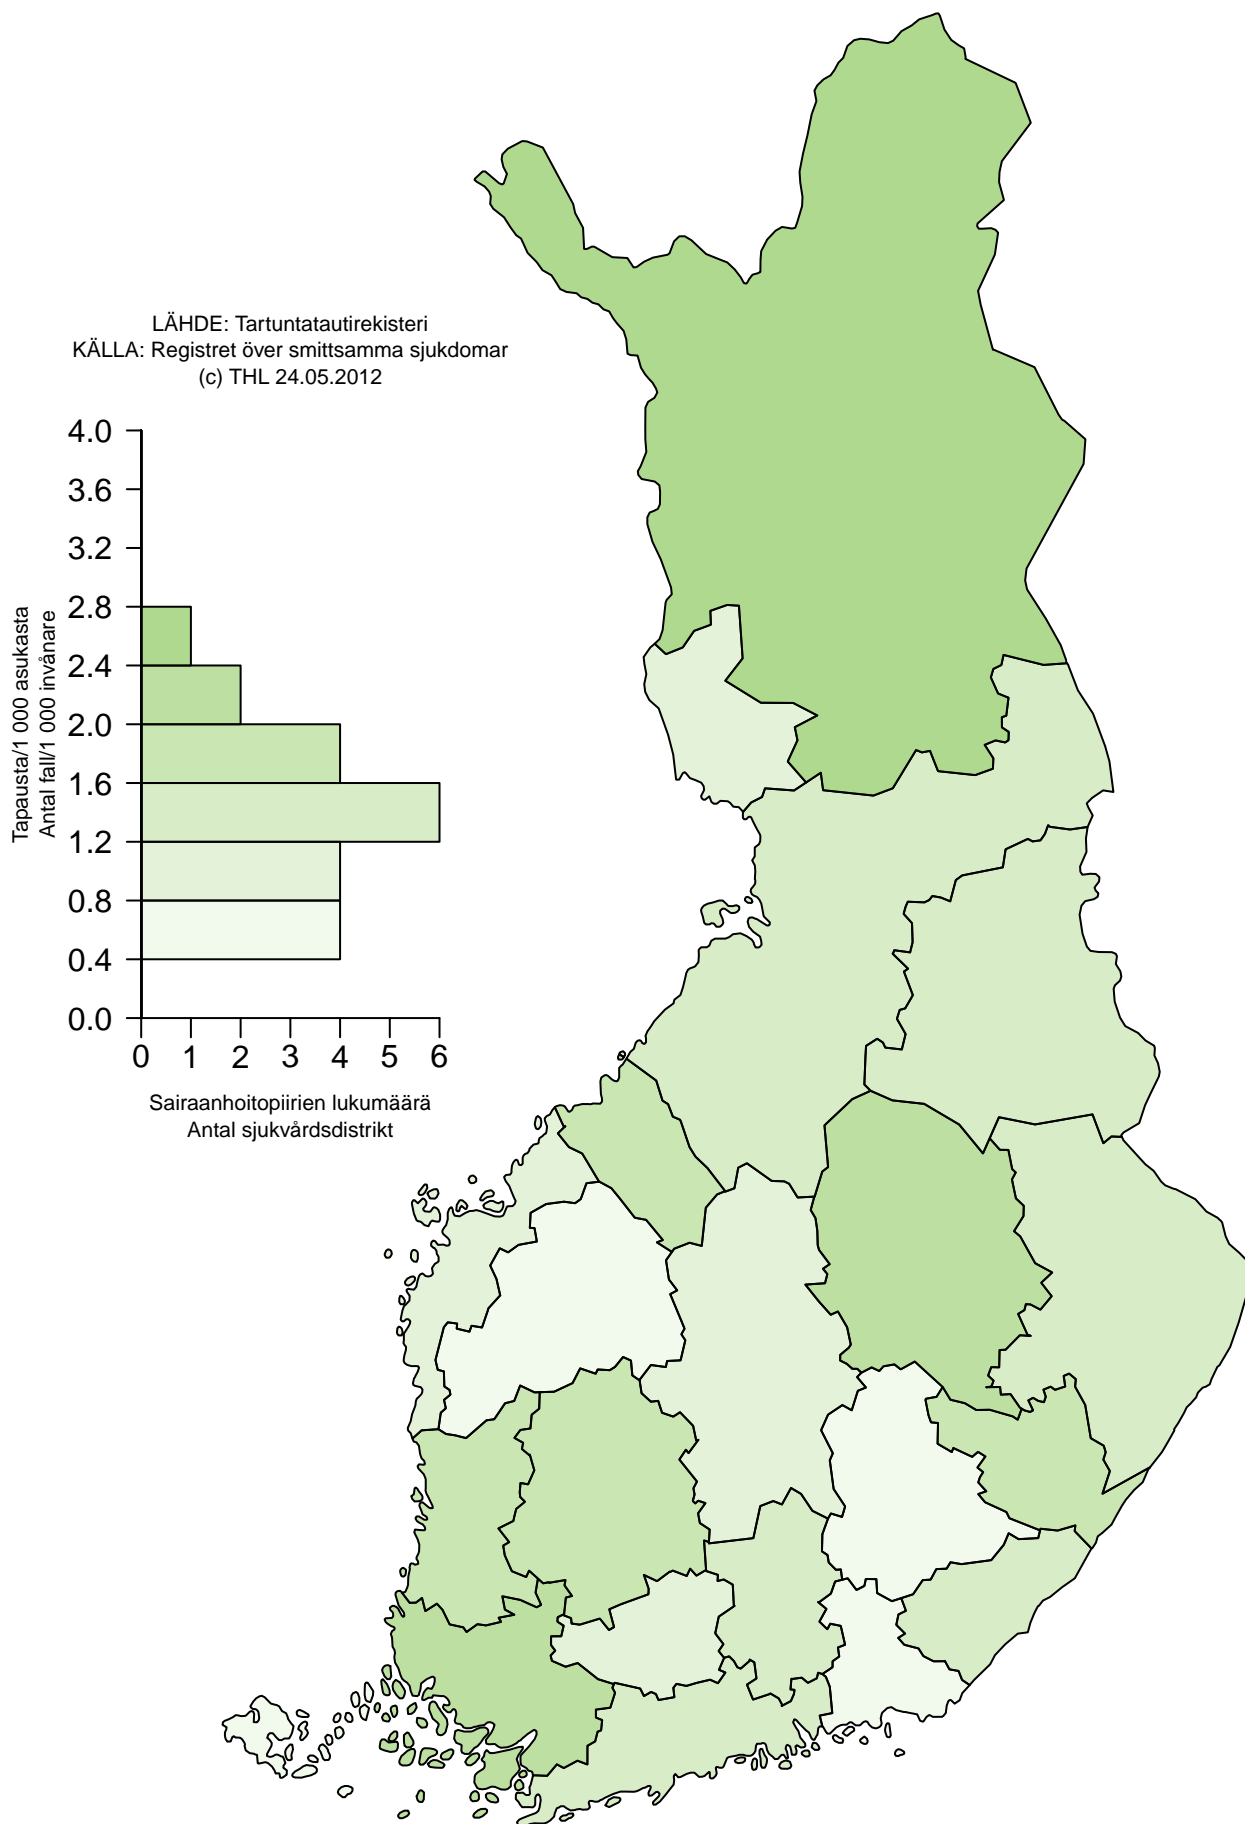 LÄHDE: Tartuntatautirekisteri
KÄLLA: Registret över smittsamma sjukdomar
(c) THL 24.05.2012
4.0
3.6
3.2
2.8
2.4
2.0
1.6
1.2
0.8
0.4
0.0
Tapausta/1 000 asukasta
Antal fall/1 000 invånare
0 1 2 3 4 5 6
Sairaanhoitopiirien lukumäärä
Antal sjukvårdsdistrikt